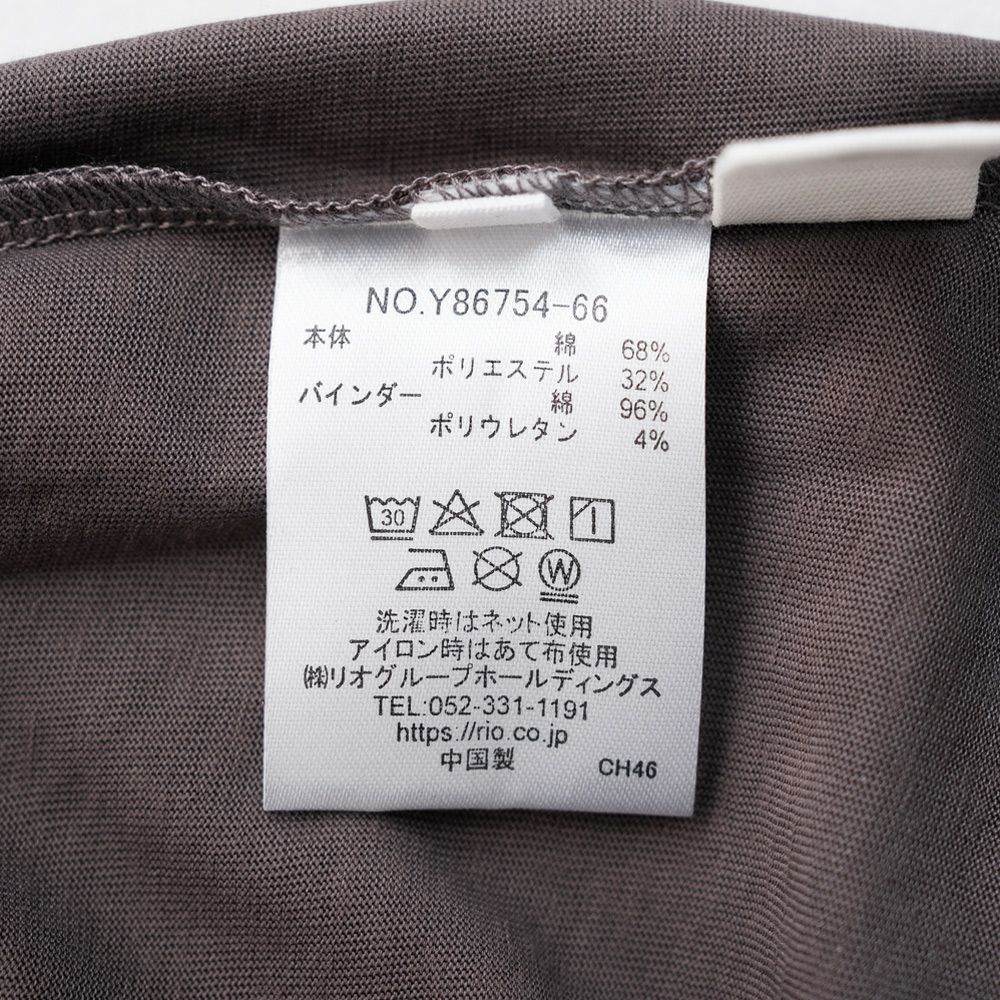 NO.Y86754-66
本体 綿 68%
ポリエステル 32%
バインダー 綿 96%
ポリウレタン 4%
30
W
洗濯時はネット使用
アイロン時はあて布使用
㈱リオグループホールディングス
TEL:052-331-1191
https://rio.co.jp
中国製 CH46